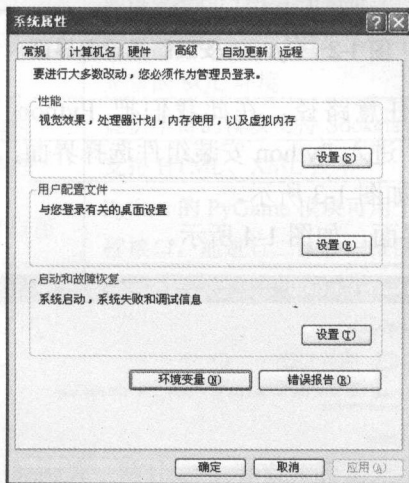 系统属性
常规 计算机名 硬件 高级 自动更新 远程
要进行大多数改动，您必须作为管理员登录。
性能
视觉效果，处理器计划，内存使用，以及虚拟内存
设置(S)
用户配置文件
与您登录有关的桌面设置
设置(E)
启动和故障恢复
系统启动，系统失败和调试信息
设置(T)
环境变量(N) 错误报告(R)
确定 取消 应用(A)